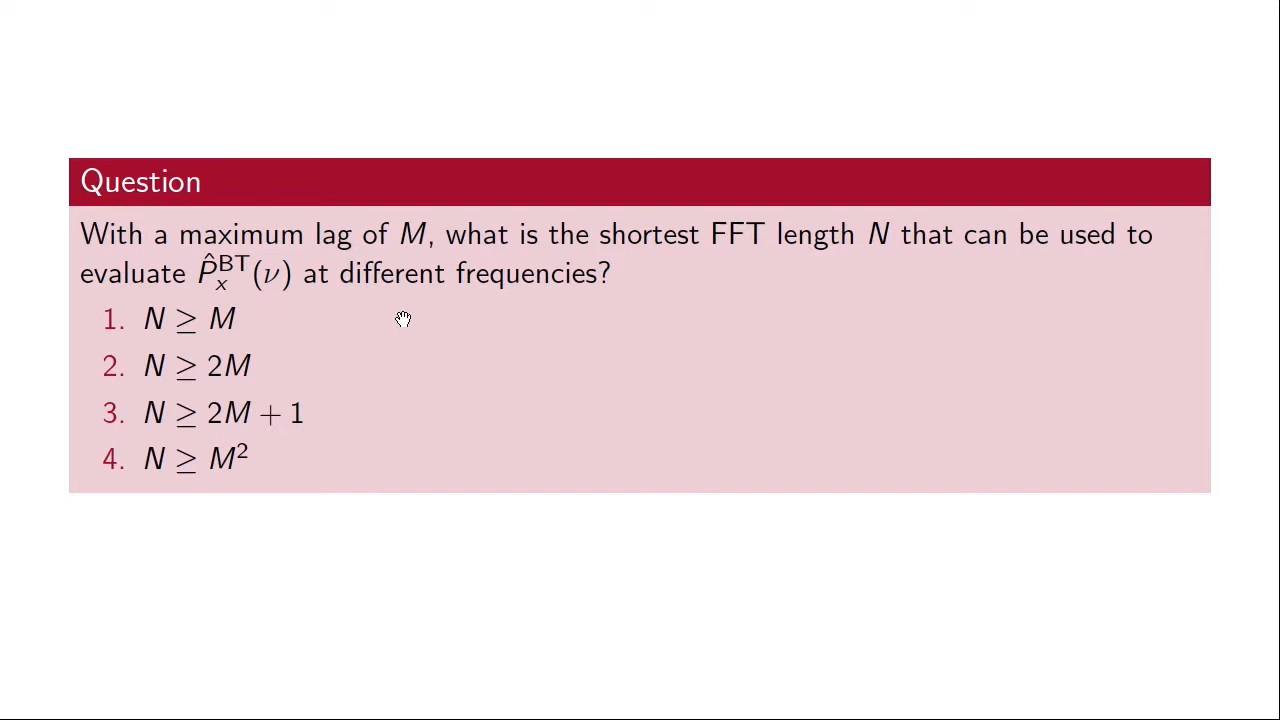 Question
With a maximum lag of M, what is the shortest FFT length N that can be used to
evaluate P̂ₓᴮᵀ(ν) at different frequencies?
1. N ≥ M
2. N ≥ 2M
3. N ≥ 2M + 1
4. N ≥ M²